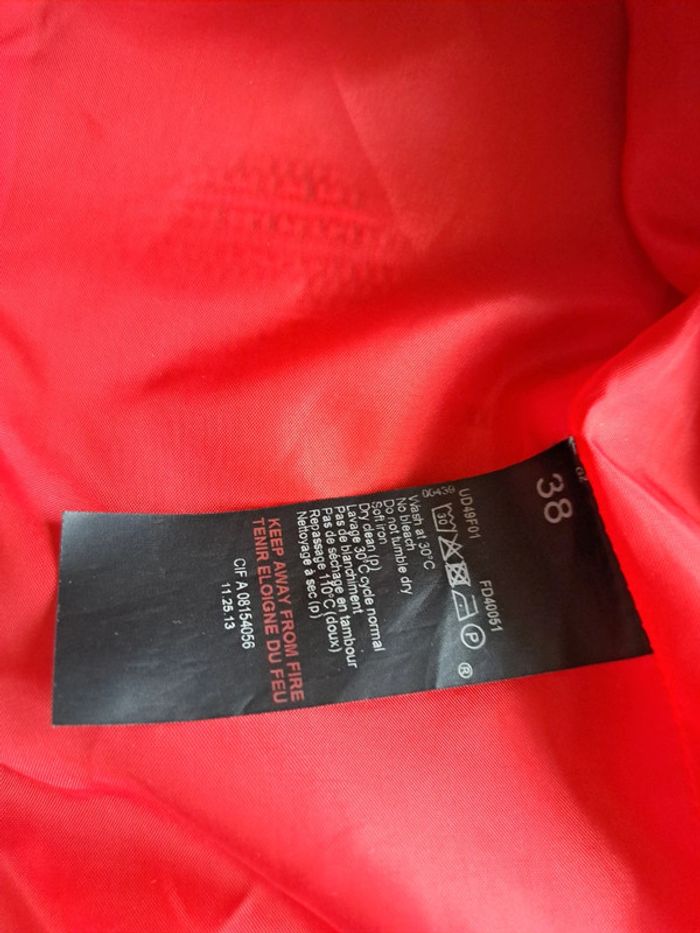 38
UD49F01 FD40051
00439
30 P ®
Wash at 30°C
No bleach
Do not tumble dry
Soft iron
Dry clean (p)
Lavage 30°C cycle normal
Pas de blanchiment
Pas de séchage en tambour
Repassage 110°C (doux)
Nettoyage à sec (p)
KEEP AWAY FROM FIRE
TENIR ELOIGNE DU FEU
CIF A 08154056
11.25.13